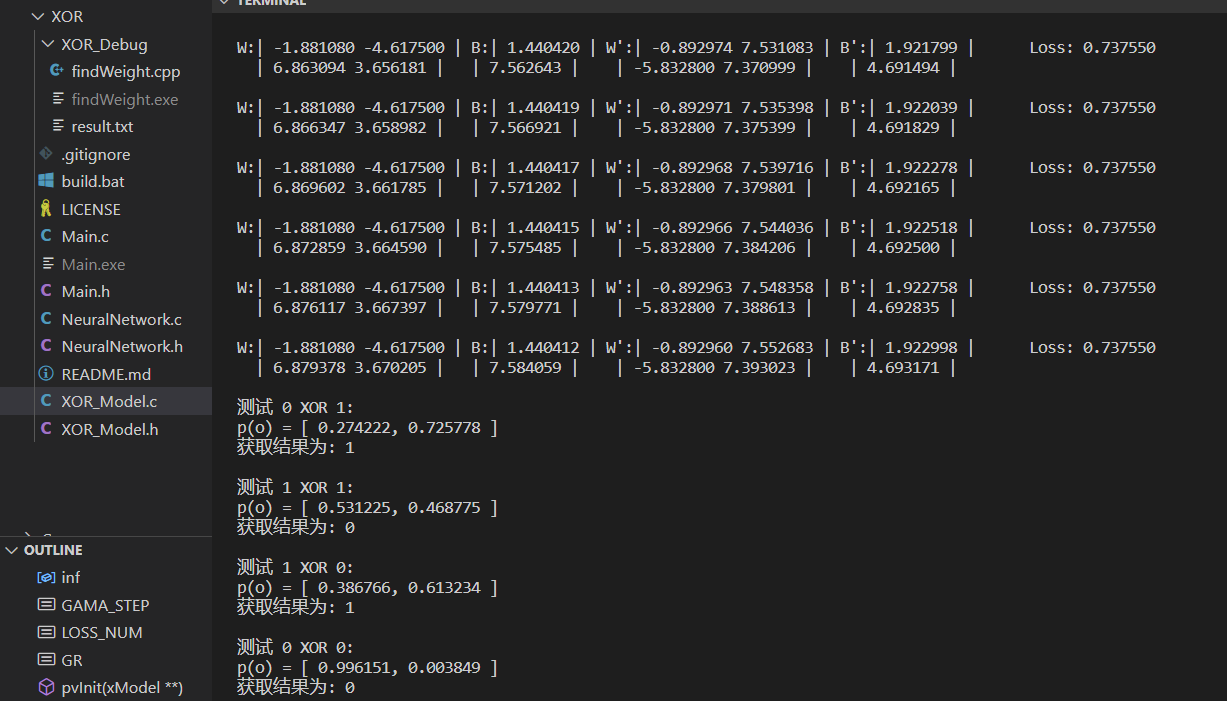 XOR
XOR_Debug
findWeight.cpp
findWeight.exe
result.txt
.gitignore
build.bat
LICENSE
Main.c
Main.exe
Main.h
NeuralNetwork.c
NeuralNetwork.h
README.md
XOR_Model.c
XOR_Model.h
OUTLINE
inf
GAMA_STEP
LOSS_NUM
GR
pvInit(xModel **)
TERMINAL
W:| -1.881080 -4.617500 | B:| 1.440420 | W':| -0.892974 7.531083 | B':| 1.921799 | Loss: 0.737550
| 6.863094 3.656181 | | 7.562643 | | -5.832800 7.370999 | | 4.691494 |
W:| -1.881080 -4.617500 | B:| 1.440419 | W':| -0.892971 7.535398 | B':| 1.922039 | Loss: 0.737550
| 6.866347 3.658982 | | 7.566921 | | -5.832800 7.375399 | | 4.691829 |
W:| -1.881080 -4.617500 | B:| 1.440417 | W':| -0.892968 7.539716 | B':| 1.922278 | Loss: 0.737550
| 6.869602 3.661785 | | 7.571202 | | -5.832800 7.379801 | | 4.692165 |
W:| -1.881080 -4.617500 | B:| 1.440415 | W':| -0.892966 7.544036 | B':| 1.922518 | Loss: 0.737550
| 6.872859 3.664590 | | 7.575485 | | -5.832800 7.384206 | | 4.692500 |
W:| -1.881080 -4.617500 | B:| 1.440413 | W':| -0.892963 7.548358 | B':| 1.922758 | Loss: 0.737550
| 6.876117 3.667397 | | 7.579771 | | -5.832800 7.388613 | | 4.692835 |
W:| -1.881080 -4.617500 | B:| 1.440412 | W':| -0.892960 7.552683 | B':| 1.922998 | Loss: 0.737550
| 6.879378 3.670205 | | 7.584059 | | -5.832800 7.393023 | | 4.693171 |
测试 0 XOR 1:
p(o) = [ 0.274222, 0.725778 ]
获取结果为: 1
测试 1 XOR 1:
p(o) = [ 0.531225, 0.468775 ]
获取结果为: 0
测试 1 XOR 0:
p(o) = [ 0.386766, 0.613234 ]
获取结果为: 1
测试 0 XOR 0:
p(o) = [ 0.996151, 0.003849 ]
获取结果为: 0